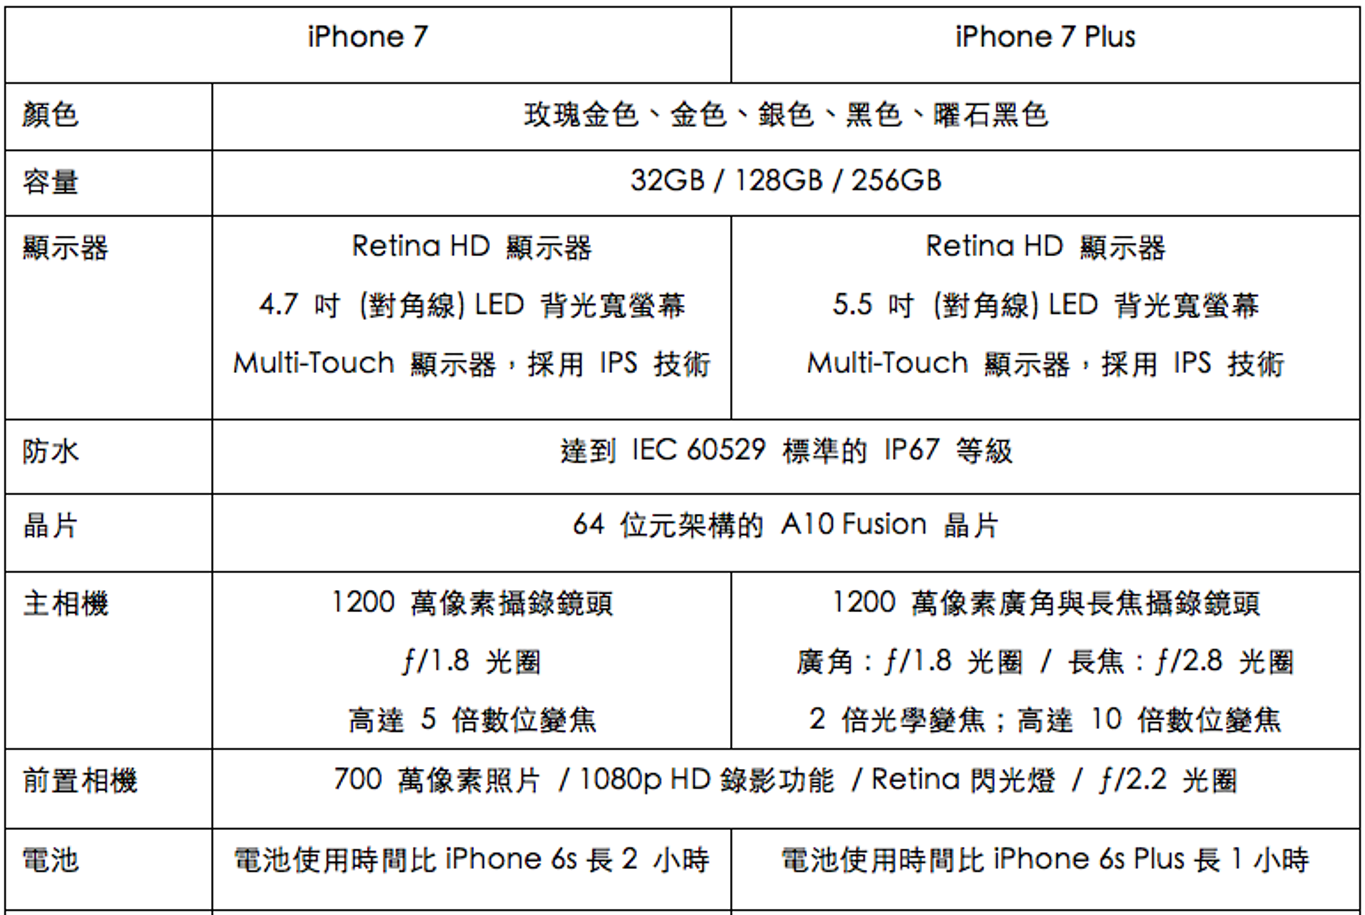 iPhone 7 iPhone 7 Plus
顏色 玫瑰金色、金色、銀色、黑色、曜石黑色
容量 32GB / 128GB / 256GB
顯示器 Retina HD 顯示器 Retina HD 顯示器
4.7 吋 (對角線) LED 背光寬螢幕 5.5 吋 (對角線) LED 背光寬螢幕
Multi-Touch 顯示器，採用 IPS 技術 Multi-Touch 顯示器，採用 IPS 技術
防水 達到 IEC 60529 標準的 IP67 等級
晶片 64 位元架構的 A10 Fusion 晶片
主相機 1200 萬像素攝錄鏡頭 1200 萬像素廣角與長焦攝錄鏡頭
ƒ/1.8 光圈 廣角：ƒ/1.8 光圈 / 長焦：ƒ/2.8 光圈
高達 5 倍數位變焦 2 倍光學變焦；高達 10 倍數位變焦
前置相機 700 萬像素照片 / 1080p HD 錄影功能 / Retina 閃光燈 / ƒ/2.2 光圈
電池 電池使用時間比 iPhone 6s 長 2 小時 電池使用時間比 iPhone 6s Plus 長 1 小時